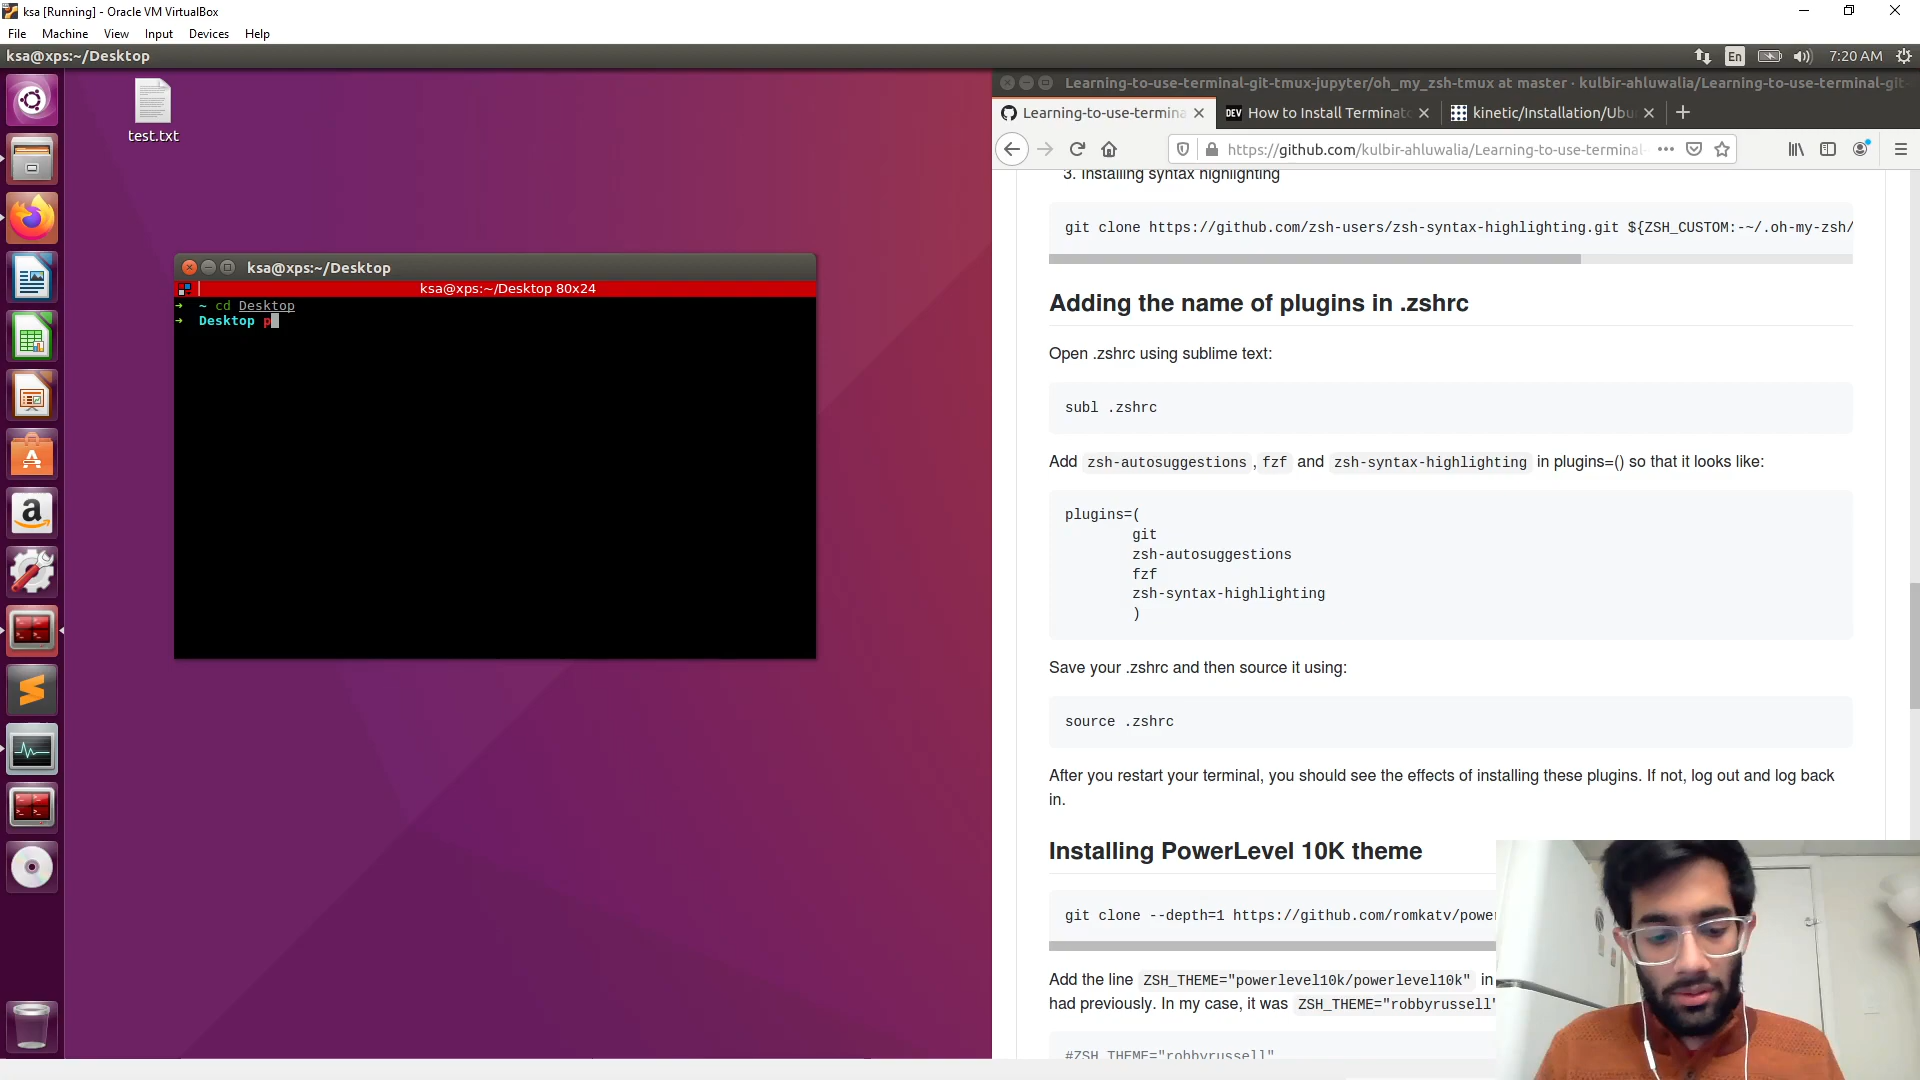 ksa [Running] - Oracle VM VirtualBox
File Machine View Input Devices Help
ksa@xps:~/Desktop
En
7:20 AM
test.txt
Learning-to-use-terminal-git-tmux-jupyter/oh_my_zsh-tmux at master · kulbir-ahluwalia/Learning-to-use-terminal-git-
Learning-to-use-termina
DEV How to Install Terminato
kinetic/Installation/Ubu
https://github.com/kulbir-ahluwalia/Learning-to-use-terminal-
3. Installing syntax highlighting
git clone https://github.com/zsh-users/zsh-syntax-highlighting.git ${ZSH_CUSTOM:-~/.oh-my-zsh/
ksa@xps:~/Desktop
ksa@xps:~/Desktop 80x24
➜ ~ cd Desktop
➜ Desktop p
Adding the name of plugins in .zshrc
Open .zshrc using sublime text:
subl .zshrc
Add zsh-autosuggestions , fzf and zsh-syntax-highlighting in plugins=() so that it looks like:
plugins=(
git
zsh-autosuggestions
fzf
zsh-syntax-highlighting
)
Save your .zshrc and then source it using:
source .zshrc
After you restart your terminal, you should see the effects of installing these plugins. If not, log out and log back
in.
Installing PowerLevel 10K theme
git clone --depth=1 https://github.com/romkatv/power
Add the line ZSH_THEME="powerlevel10k/powerlevel10k" in
had previously. In my case, it was ZSH_THEME="robbyrussell"
#ZSH_THEME="robbyrussell"